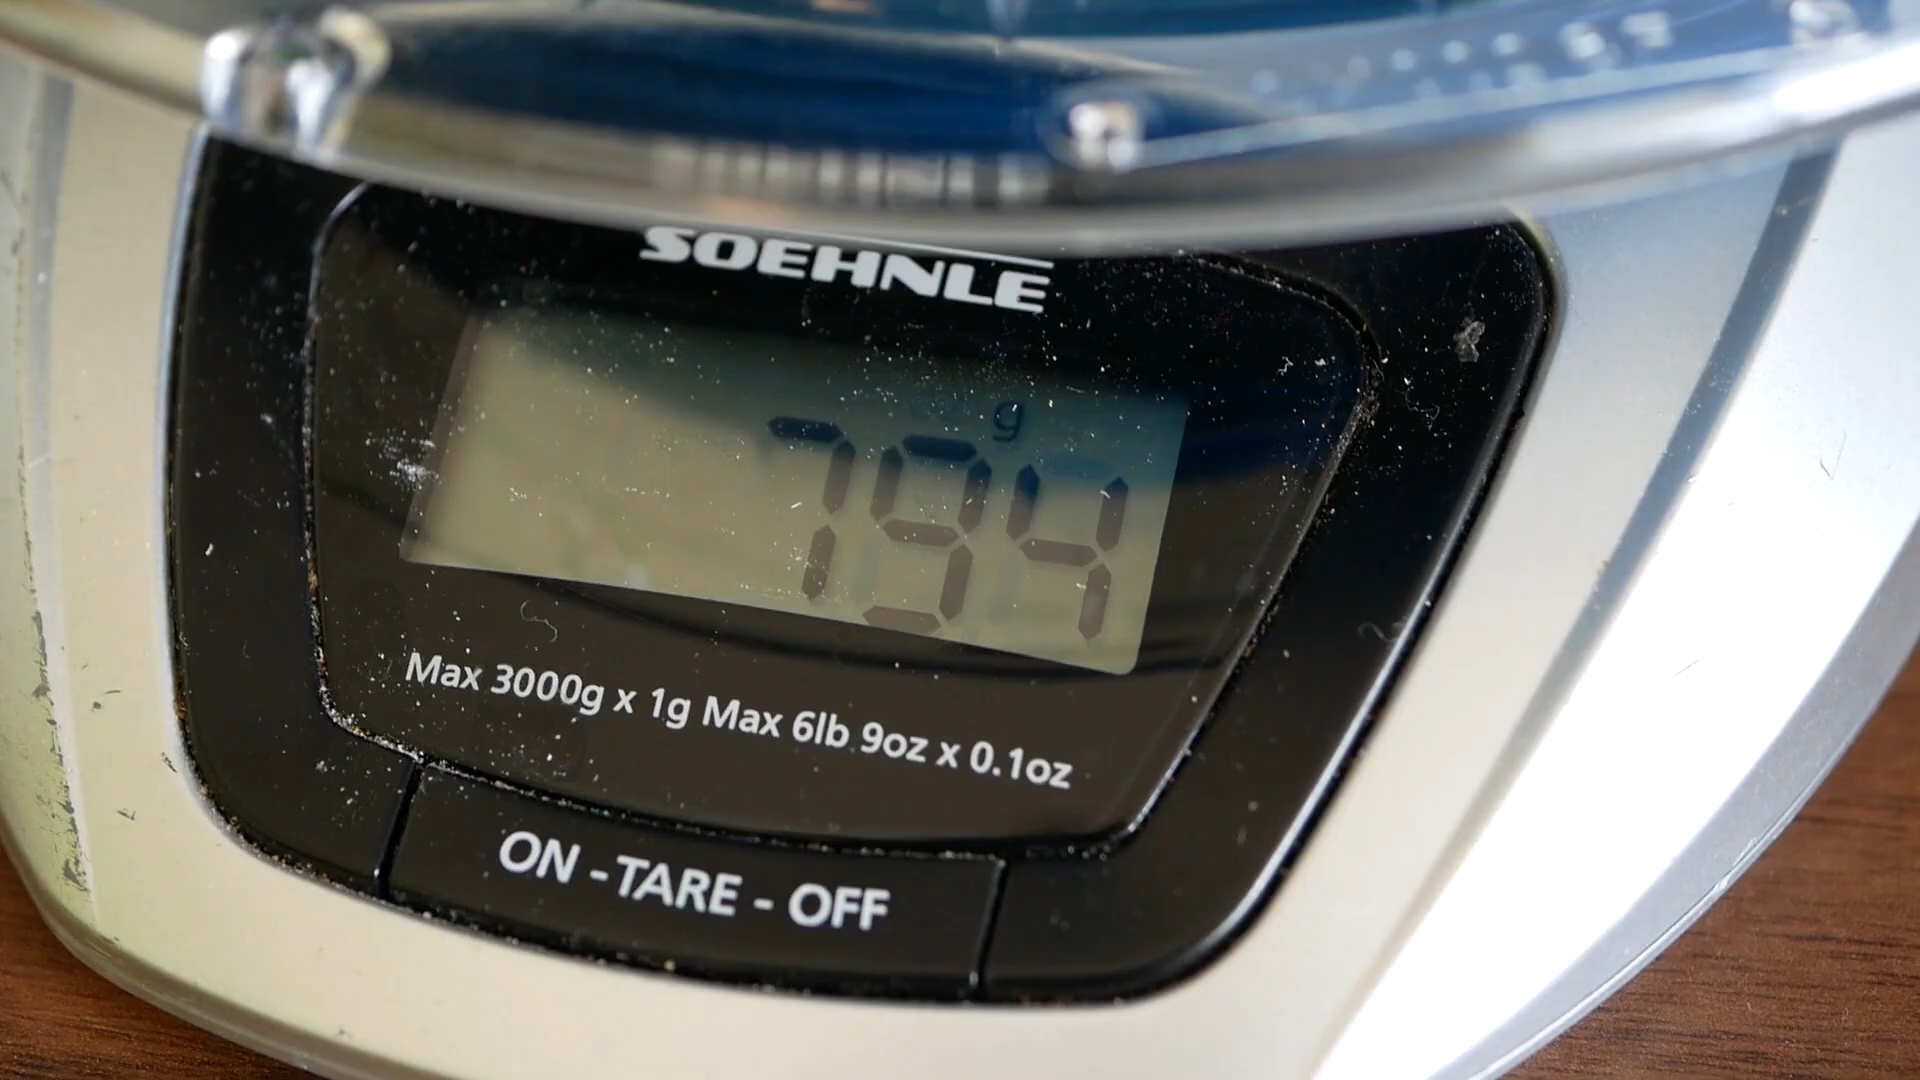 SOEHNLE
g
794
Max 3000g x 1g Max 6lb 9oz x 0.1oz
ON - TARE - OFF